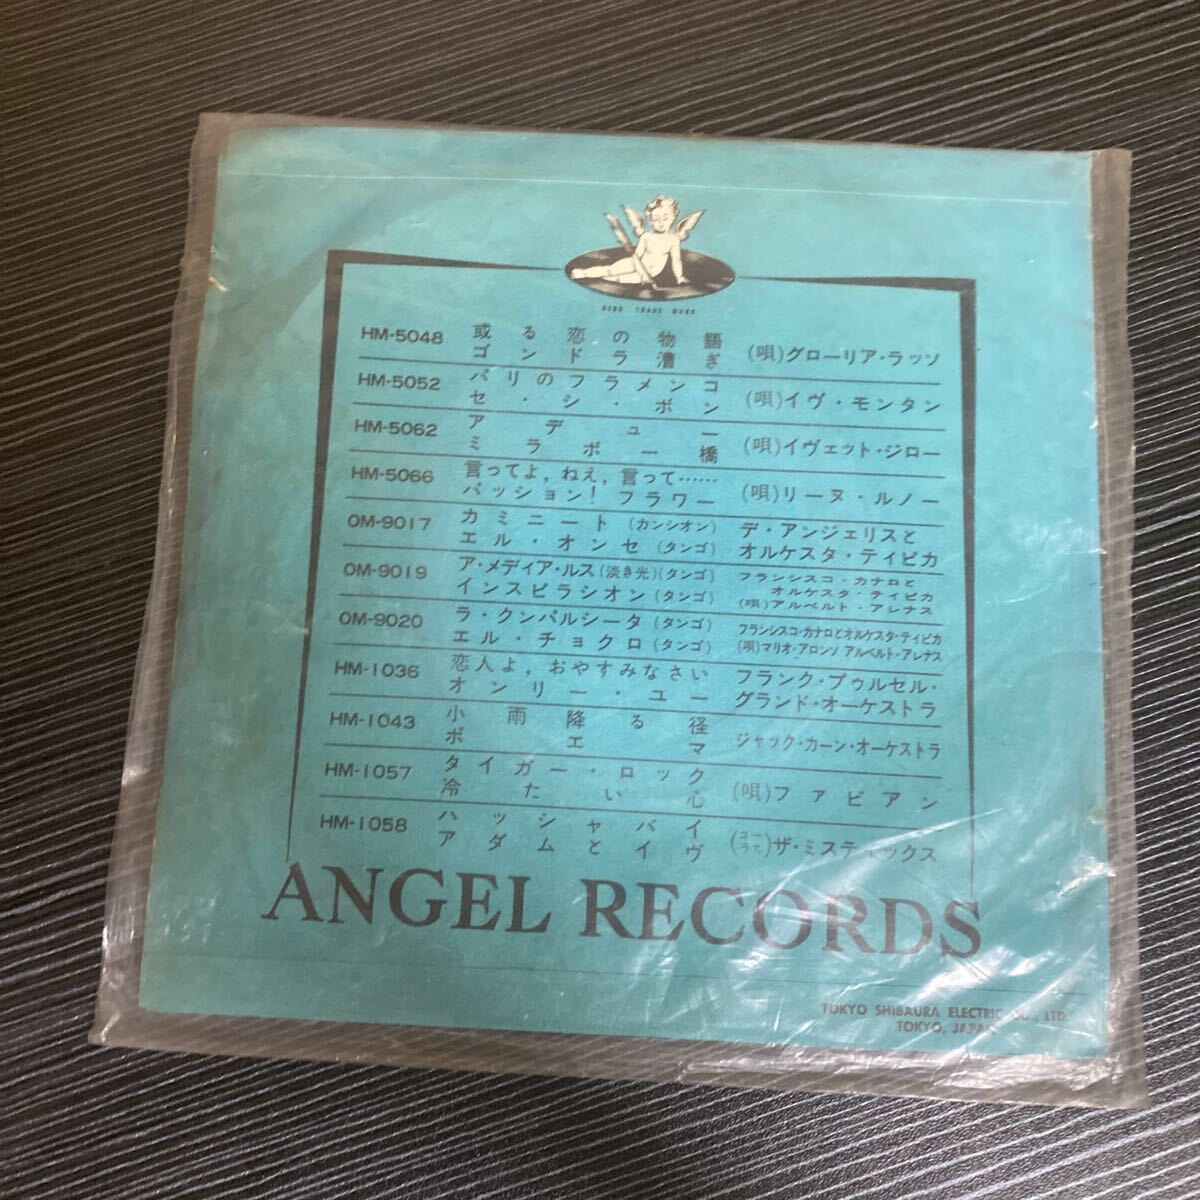 HM-5048 或る恋の物語 (唄)グローリア・ラッソ
ゴンドラ漕ぎ
HM-5052 パリのフラメンコ (唄)イヴ・モンタン
セ・シ・ボン
HM-5062 アデュー (唄)イヴェット・ジロー
ミラボー橋
HM-5066 言ってよ,ねえ,言って…… (唄)リーヌ・ルノー
パッション! フラワー
OM-9017 カミニート (カンシオン) デ・アンジェリスと
エル・オンセ (タンゴ) オルケスタ・ティピカ
OM-9019 ア・メディア・ルス (淡き光)(タンゴ) フランシスコ・カナロと
オルケスタ・ティピカ
インスピラシオン (タンゴ) (唄)アルベルト・アレナス
OM-9020 ラ・クンパルシータ (タンゴ) フランシスコ・カナロとオルケスタ・ティピカ
エル・チョクロ (タンゴ) (唄)マリオ・アロンソ アルベルト・アレナス
HM-1036 恋人よ,おやすみなさい フランク・プゥルセル・
オンリー・ユー グランド・オーケストラ
HM-1043 小雨降る径 ジャック・カーン・オーケストラ
ポエマ
HM-1057 タイガー・ロック (唄)ファビアン
冷たい心
HM-1058 ハッシャバイ (コーラス)ザ・ミスティックス
アダムとイヴ
ANGEL RECORDS
TOKYO SHIBAURA ELECTRIC CO., LTD.
TOKYO, JAPAN